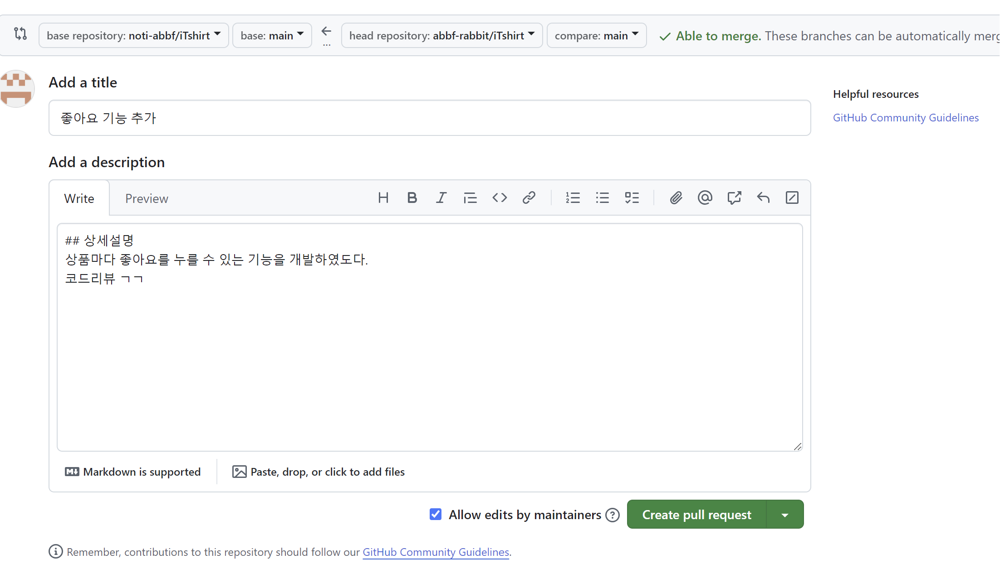 base repository: noti-abbf/iTshirt base: main ... head repository: abbf-rabbit/iTshirt compare: main Able to merge. These branches can be automatically merg
Add a title
좋아요 기능 추가
Helpful resources
GitHub Community Guidelines
Add a description
Write Preview
## 상세설명
상품마다 좋아요를 누를 수 있는 기능을 개발하였도다.
코드리뷰 ㄱㄱ
Markdown is supported Paste, drop, or click to add files
Allow edits by maintainers Create pull request
Remember, contributions to this repository should follow our GitHub Community Guidelines.